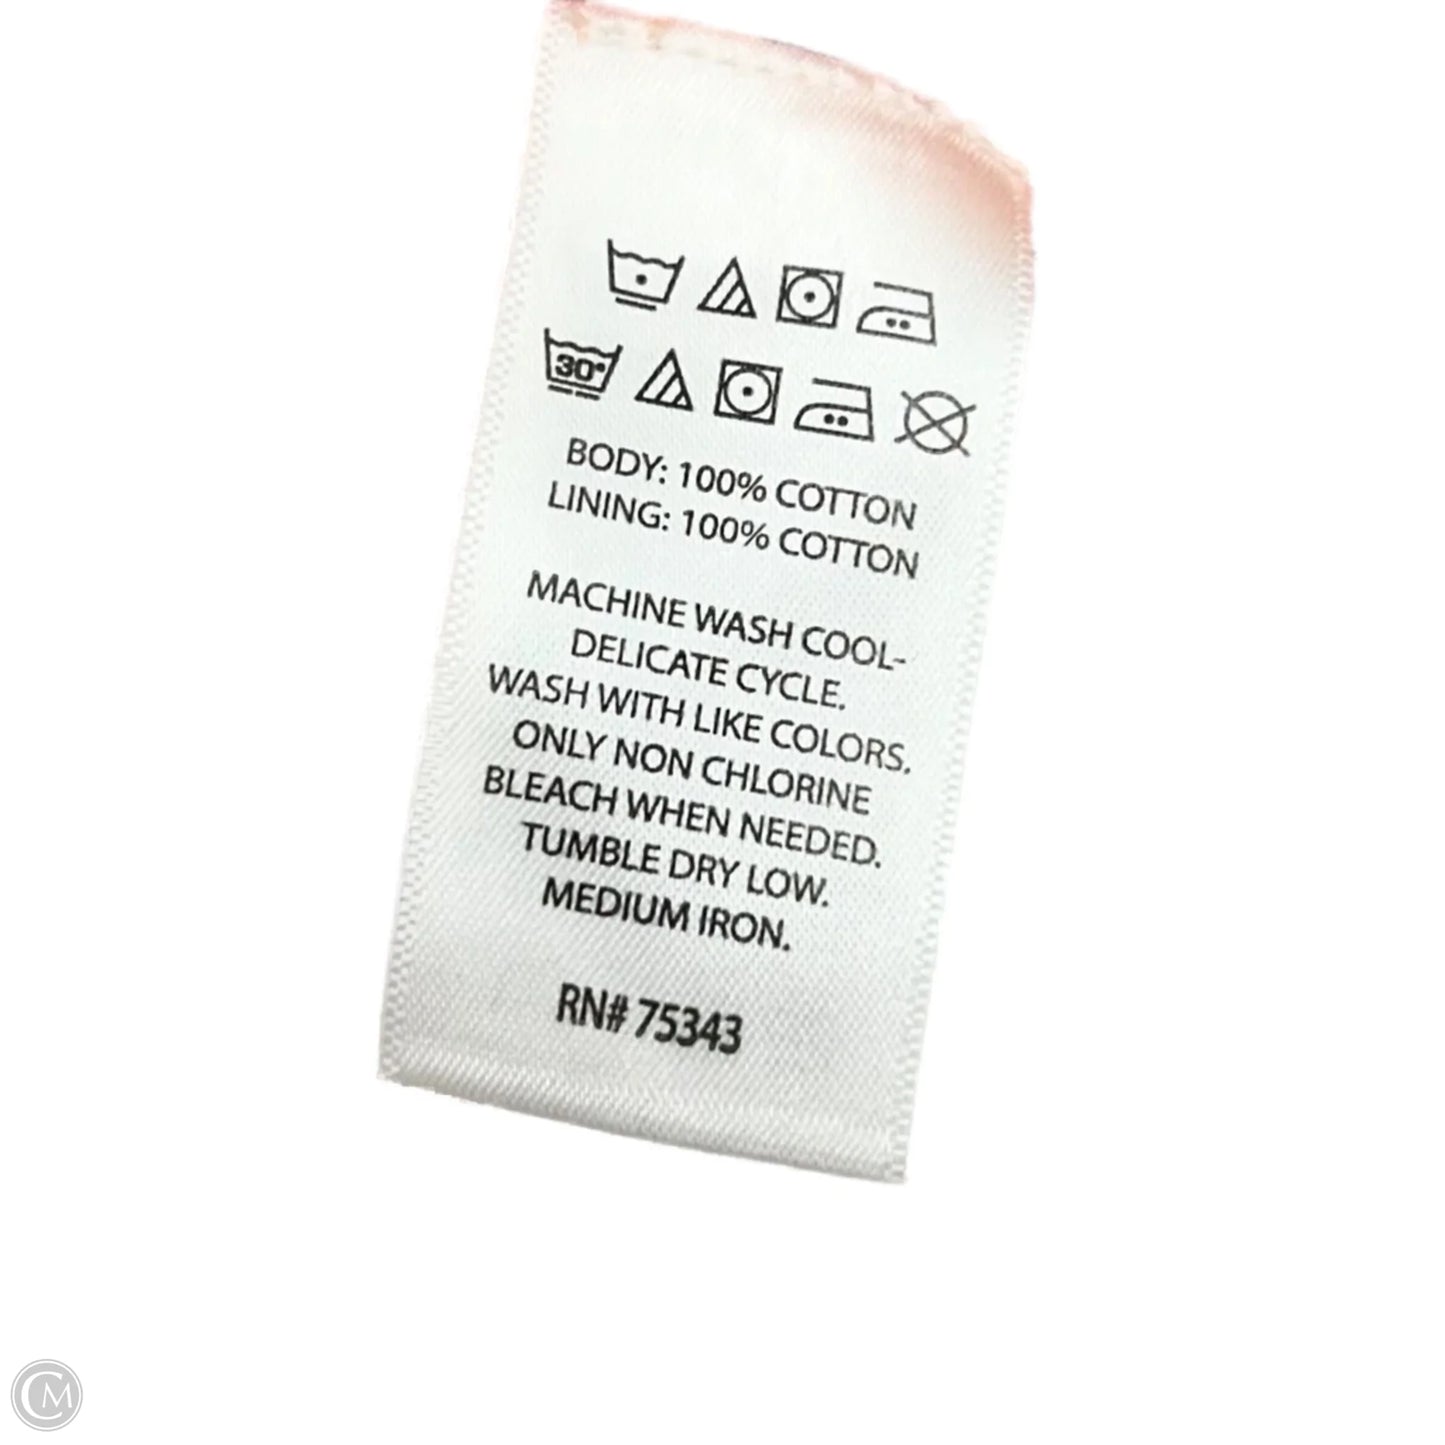 30°
BODY: 100% COTTON
LINING: 100% COTTON
MACHINE WASH COOL-
DELICATE CYCLE.
WASH WITH LIKE COLORS.
ONLY NON CHLORINE
BLEACH WHEN NEEDED.
TUMBLE DRY LOW.
MEDIUM IRON.
RN# 75343
CM